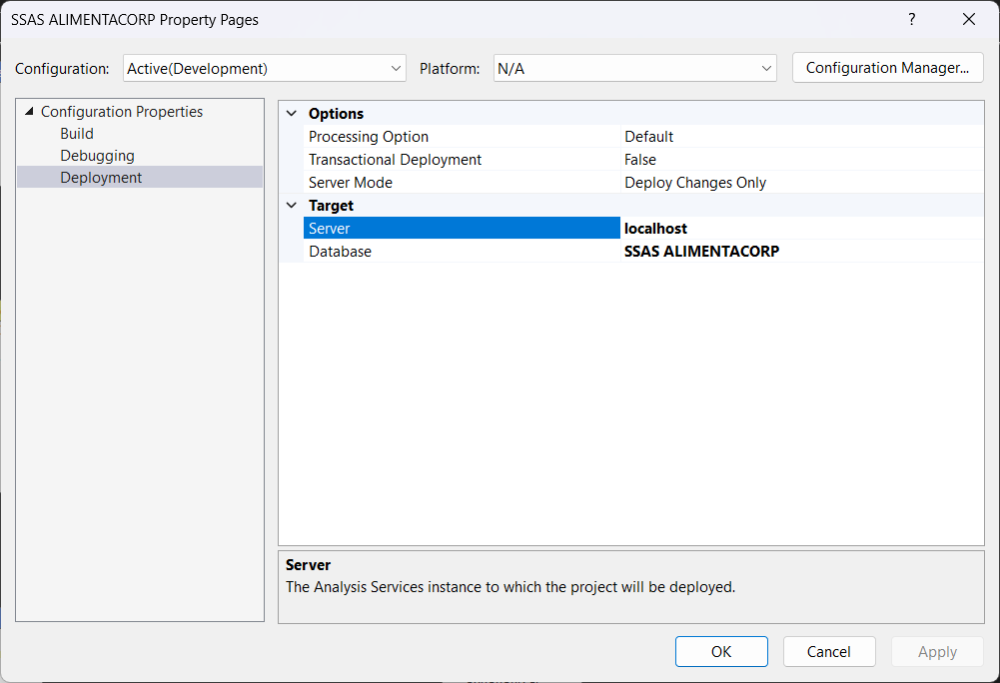 SSAS ALIMENTACORP Property Pages
?
Configuration: Active(Development) Platform: N/A Configuration Manager...
Configuration Properties
Build
Debugging
Deployment
Options
Processing Option Default
Transactional Deployment False
Server Mode Deploy Changes Only
Target
Server localhost
Database SSAS ALIMENTACORP
Server
The Analysis Services instance to which the project will be deployed.
OK Cancel Apply